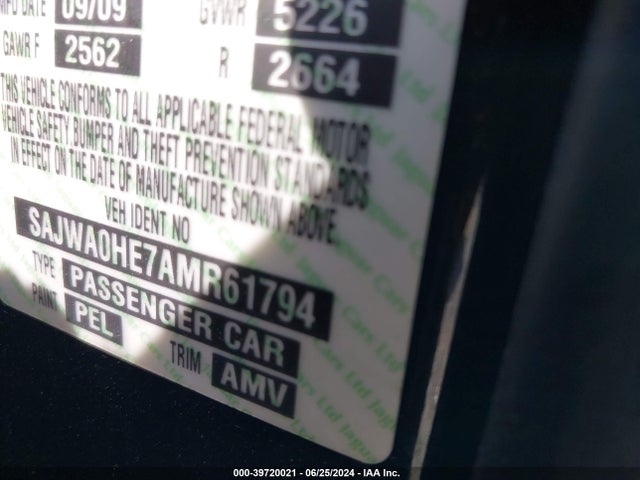 MFD DATE 09/09 GVWR 5226
GAWR F 2562 R 2664
THIS VEHICLE CONFORMS TO ALL APPLICABLE FEDERAL MOTOR
VEHICLE SAFETY BUMPER AND THEFT PREVENTION STANDARDS
IN EFFECT ON THE DATE OF MANUFACTURE SHOWN ABOVE
VEH IDENT NO
SAJWA0HE7AMR61794
TYPE PASSENGER CAR
PAINT PEL TRIM AMV
000-39720021 - 06/25/2024 - IAA Inc.